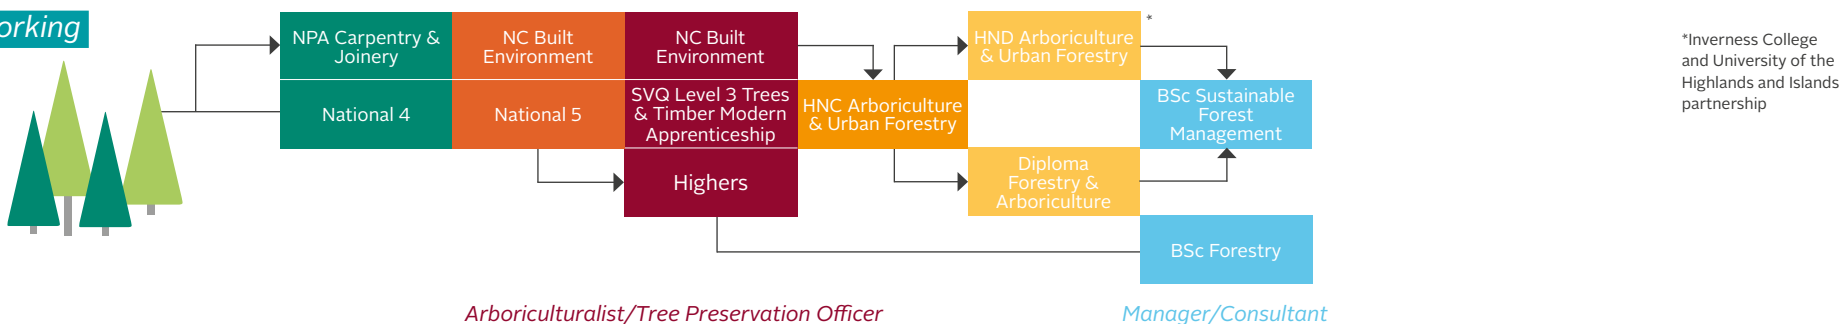 NPA Carpentry &
Joinery
NC Built
Environment
NC Built
Environment
HND Arboriculture
& Urban Forestry
*
National 4
National 5
SVQ Level 3 Trees
& Timber Modern
Apprenticeship
HNC Arboriculture
& Urban Forestry
BSc Sustainable
Forest
Management
Highers
Diploma
Forestry &
Arboriculture
BSc Forestry
Arboriculturalist/Tree Preservation Officer
Manager/Consultant
*Inverness College
and University of the
Highlands and Islands
partnership